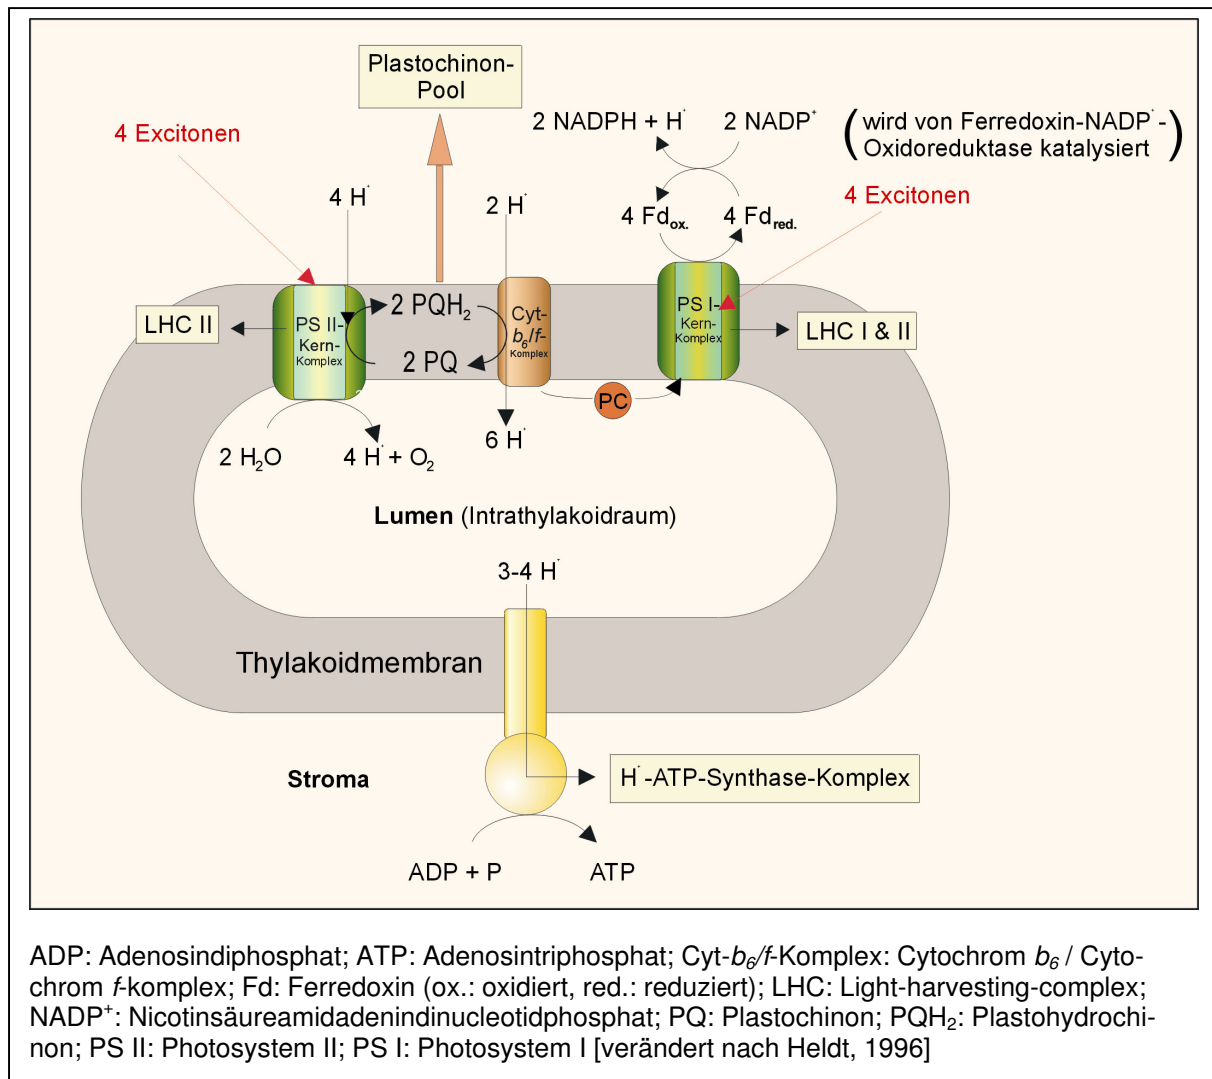 Plastochinon-
Pool
4 Excitonen
2 NADPH + H⁺ 2 NADP⁺
(wird von Ferredoxin-NADP⁺-
Oxidoreduktase katalysiert)
4 H⁺
2 H⁺
4 Fdox. 4 Fdred.
4 Excitonen
LHC II
PS II-
Kern-
Komplex
2 PQH₂
2 PQ
Cyt-
b₆/f-
Komplex
PS I-
Kern-
Komplex
LHC I & II
PC
2 H₂O
4 H⁺ + O₂
6 H⁺
Lumen (Intrathylakoidraum)
3-4 H⁺
Thylakoidmembran
Stroma
H⁺-ATP-Synthase-Komplex
ADP + P
ATP
ADP: Adenosindiphosphat; ATP: Adenosintriphosphat; Cyt-b₆/f-Komplex: Cytochrom b₆ / Cyto-
chrom f-komplex; Fd: Ferredoxin (ox.: oxidiert, red.: reduziert); LHC: Light-harvesting-complex;
NADP⁺: Nicotinsäureamidadenindinucleotidphosphat; PQ: Plastochinon; PQH₂: Plastohydrochi-
non; PS II: Photosystem II; PS I: Photosystem I [verändert nach Heldt, 1996]